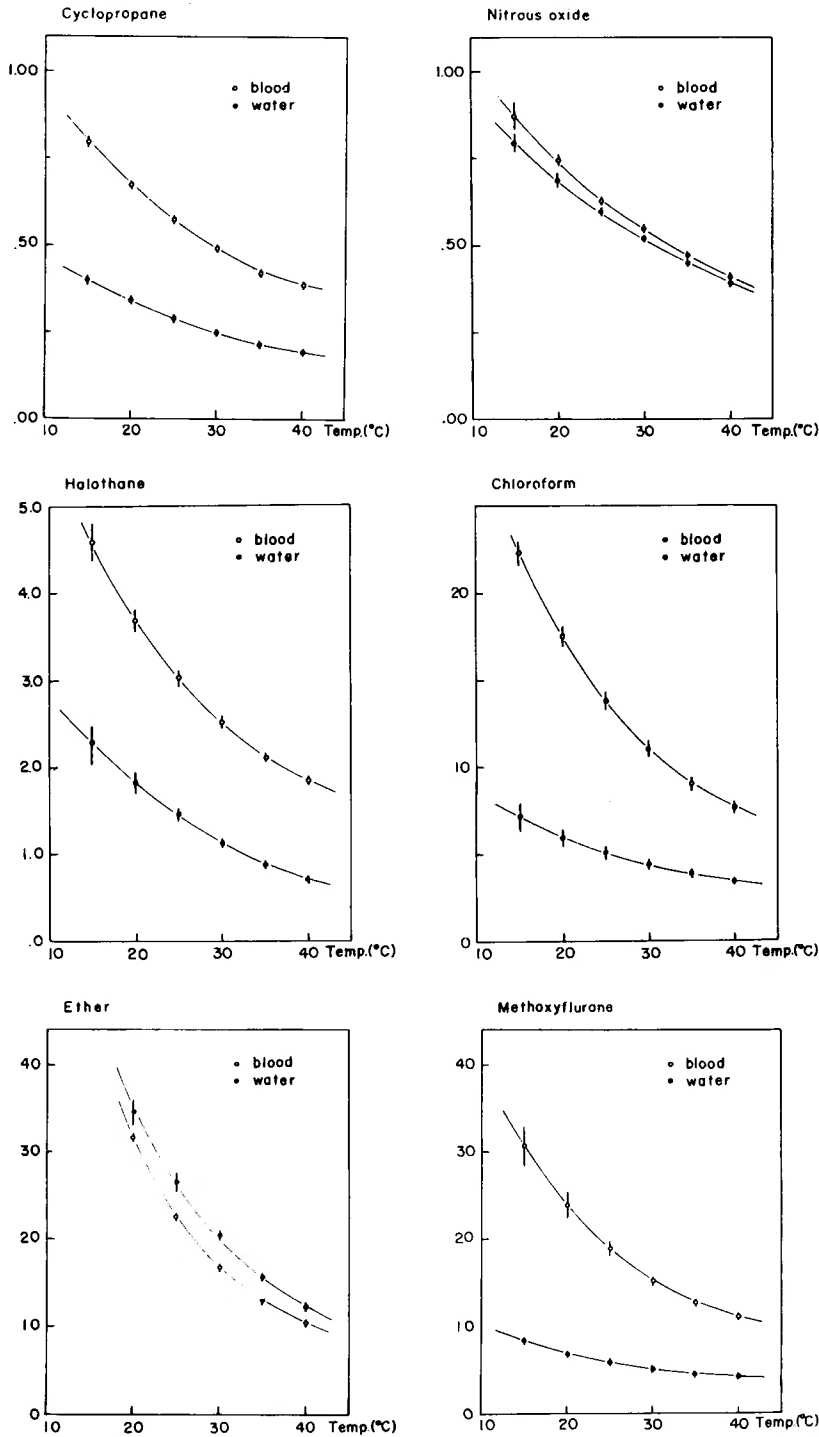 Cyclopropane
1.00
.50
.00
blood
water
10 20 30 40 Temp.(°C)
Nitrous oxide
1.00
.50
.00
blood
water
10 20 30 40 Temp.(°C)
Halothane
5.0
4.0
3.0
2.0
1.0
.0
blood
water
10 20 30 40 Temp.(°C)
Chloroform
20
10
0
blood
water
10 20 30 40 Temp.(°C)
Ether
40
30
20
10
0
blood
water
10 20 30 40 Temp.(°C)
Methoxyflurane
40
30
20
10
0
blood
water
10 20 30 40 Temp.(°C)